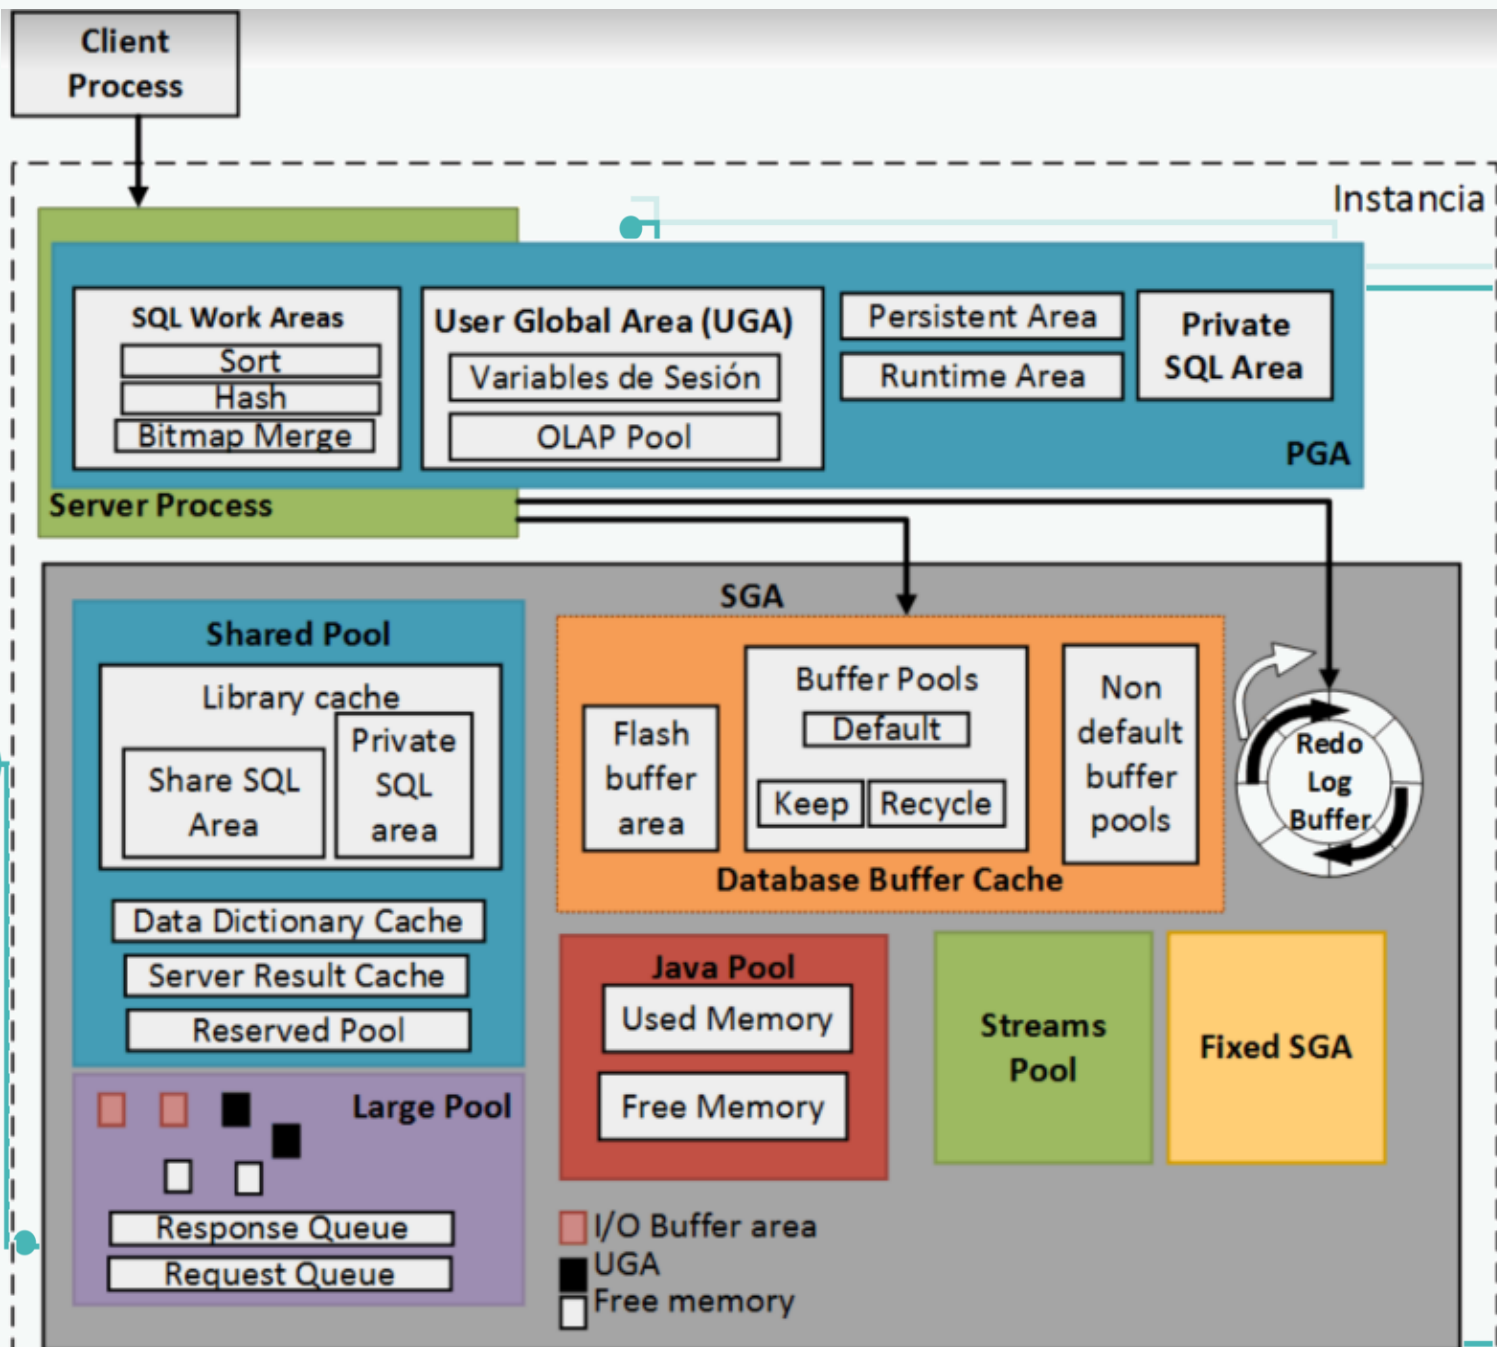 Client
Process
Instancia
SQL Work Areas
Sort
Hash
Bitmap Merge
User Global Area (UGA)
Variables de Sesión
OLAP Pool
Persistent Area
Runtime Area
Private
SQL Area
PGA
Server Process
SGA
Shared Pool
Library cache
Share SQL
Area
Private
SQL
area
Data Dictionary Cache
Server Result Cache
Reserved Pool
Large Pool
Response Queue
Request Queue
Flash
buffer
area
Buffer Pools
Default
Keep
Recycle
Non
default
buffer
pools
Database Buffer Cache
Redo
Log
Buffer
Java Pool
Used Memory
Free Memory
Streams
Pool
Fixed SGA
I/O Buffer area
UGA
Free memory